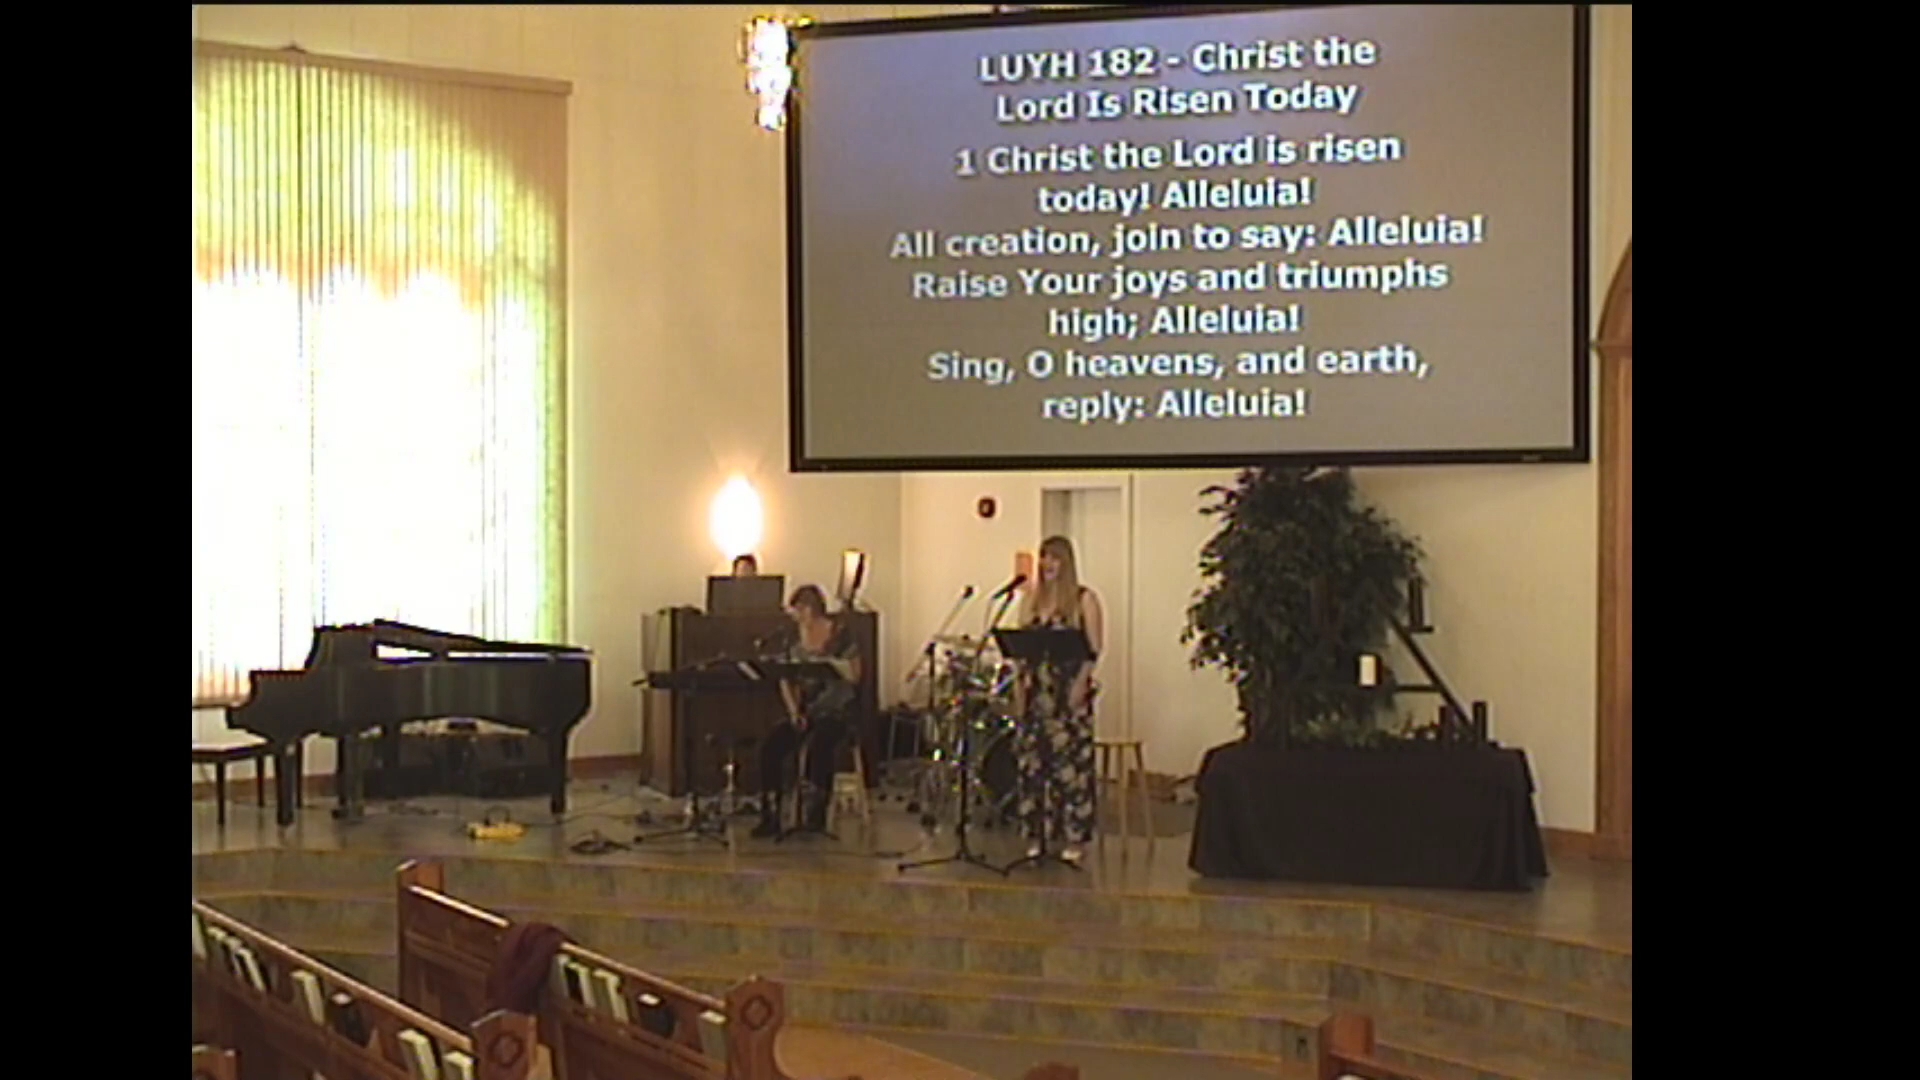 LUYH 182 - Christ the
Lord Is Risen Today
1 Christ the Lord is risen
today! Alleluia!
All creation, join to say: Alleluia!
Raise Your joys and triumphs
high; Alleluia!
Sing, O heavens, and earth,
reply: Alleluia!